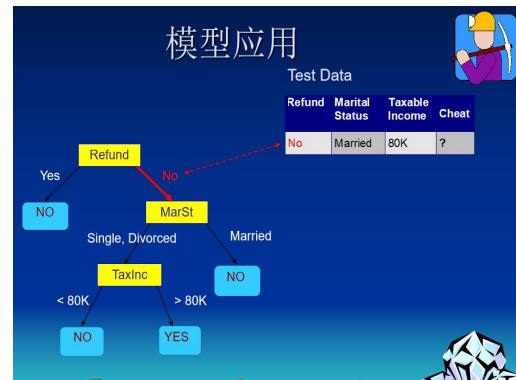 模型应用
Test Data
Refund Marital Status Taxable Income Cheat
No Married 80K ?
Refund
Yes No
NO MarSt
Single, Divorced Married
TaxInc NO
< 80K > 80K
NO YES